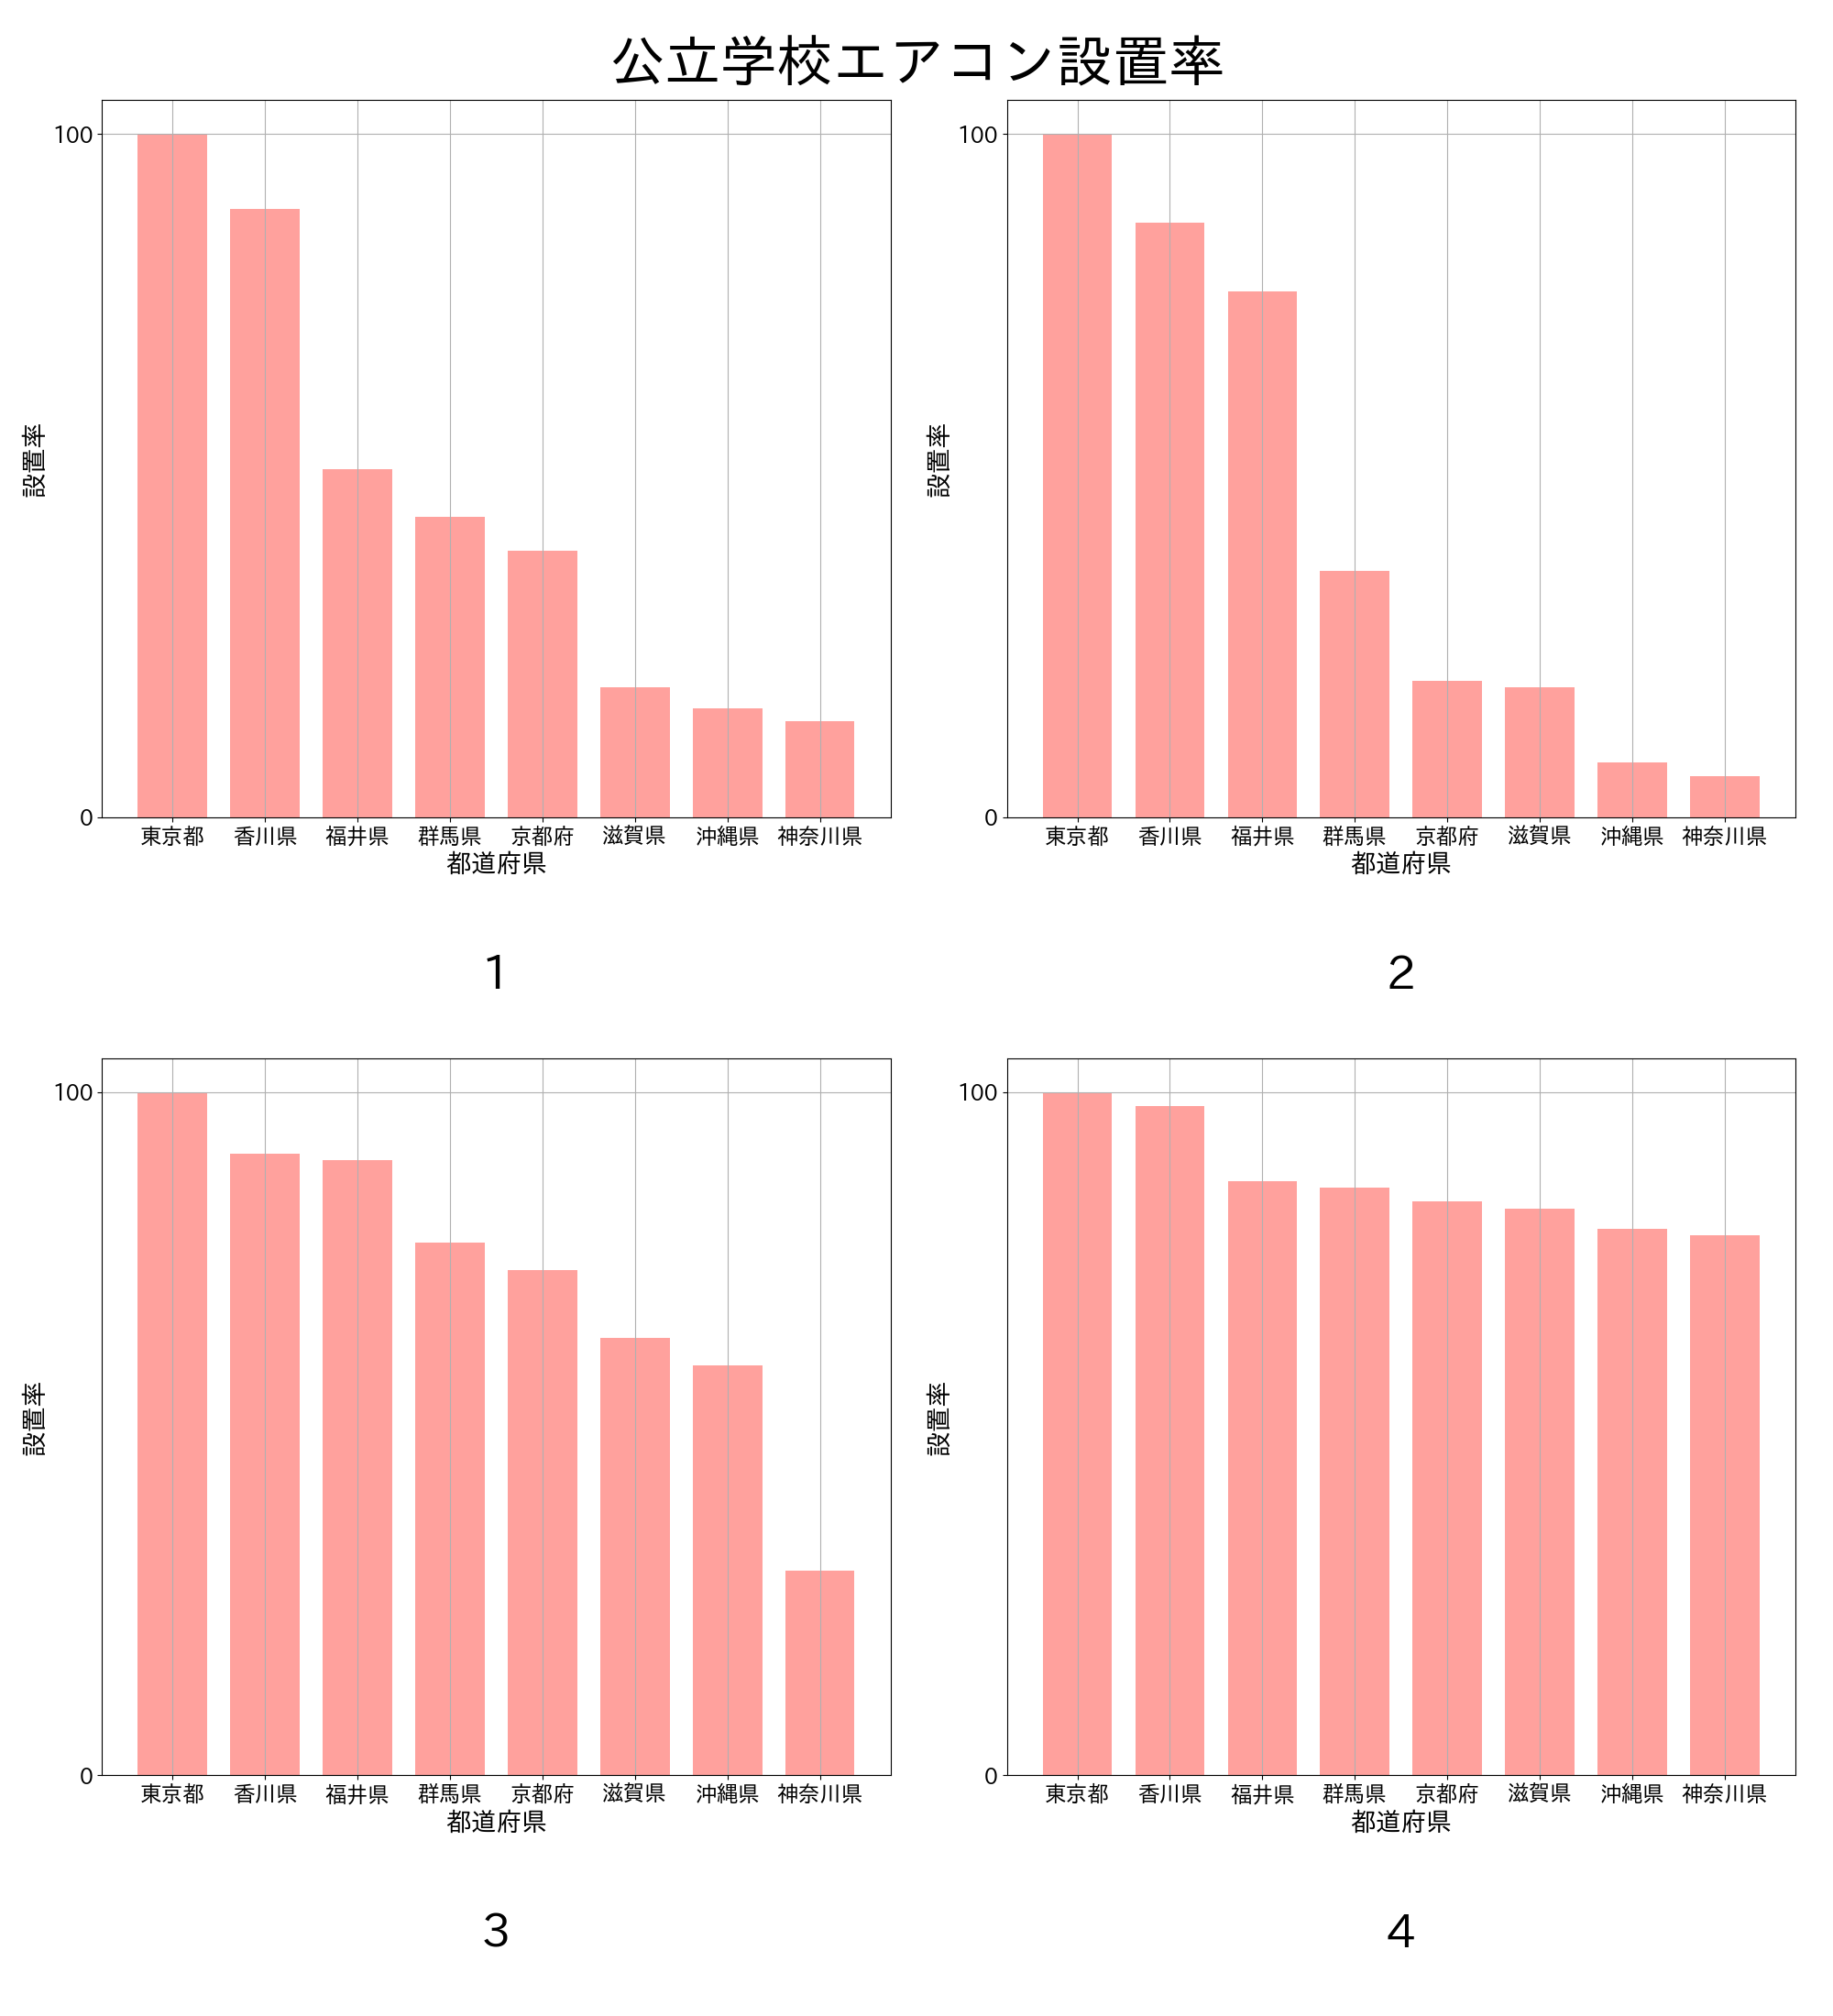 公立学校エアコン設置率
100
0
設置率
東京都 香川県 福井県 群馬県 京都府 滋賀県 沖縄県 神奈川県
都道府県
1
100
0
設置率
東京都 香川県 福井県 群馬県 京都府 滋賀県 沖縄県 神奈川県
都道府県
2
100
0
設置率
東京都 香川県 福井県 群馬県 京都府 滋賀県 沖縄県 神奈川県
都道府県
3
100
0
設置率
東京都 香川県 福井県 群馬県 京都府 滋賀県 沖縄県 神奈川県
都道府県
4